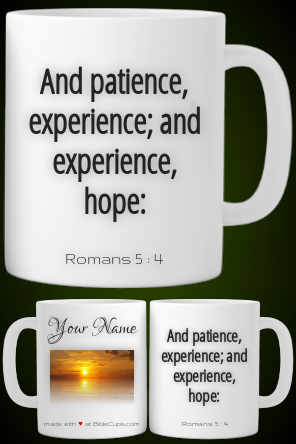 And patience,
experience; and
experience,
hope:
Romans 5 : 4
Your Name
made with ♥ at BibleCups.com
And patience,
experience; and
experience,
hope:
Romans 5 : 4